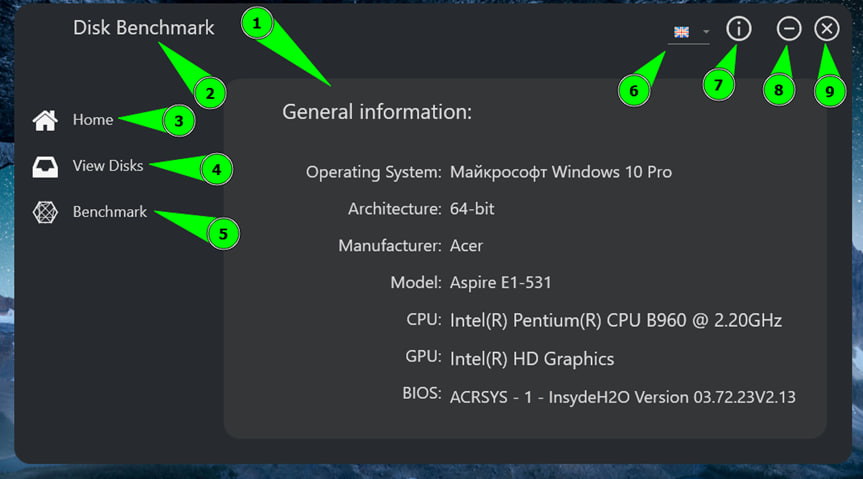 Disk Benchmark
1
2
6
7
8
9
Home
3
View Disks
4
Benchmark
5
General information:
Operating System: Майкрософт Windows 10 Pro
Architecture: 64-bit
Manufacturer: Acer
Model: Aspire E1-531
CPU: Intel(R) Pentium(R) CPU B960 @ 2.20GHz
GPU: Intel(R) HD Graphics
BIOS: ACRSYS - 1 - InsydeH2O Version 03.72.23V2.13